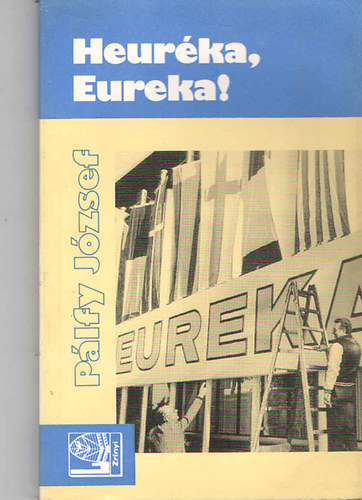 Heuréka,
Eureka!
Pálfy József
EUREKA
Zrínyi